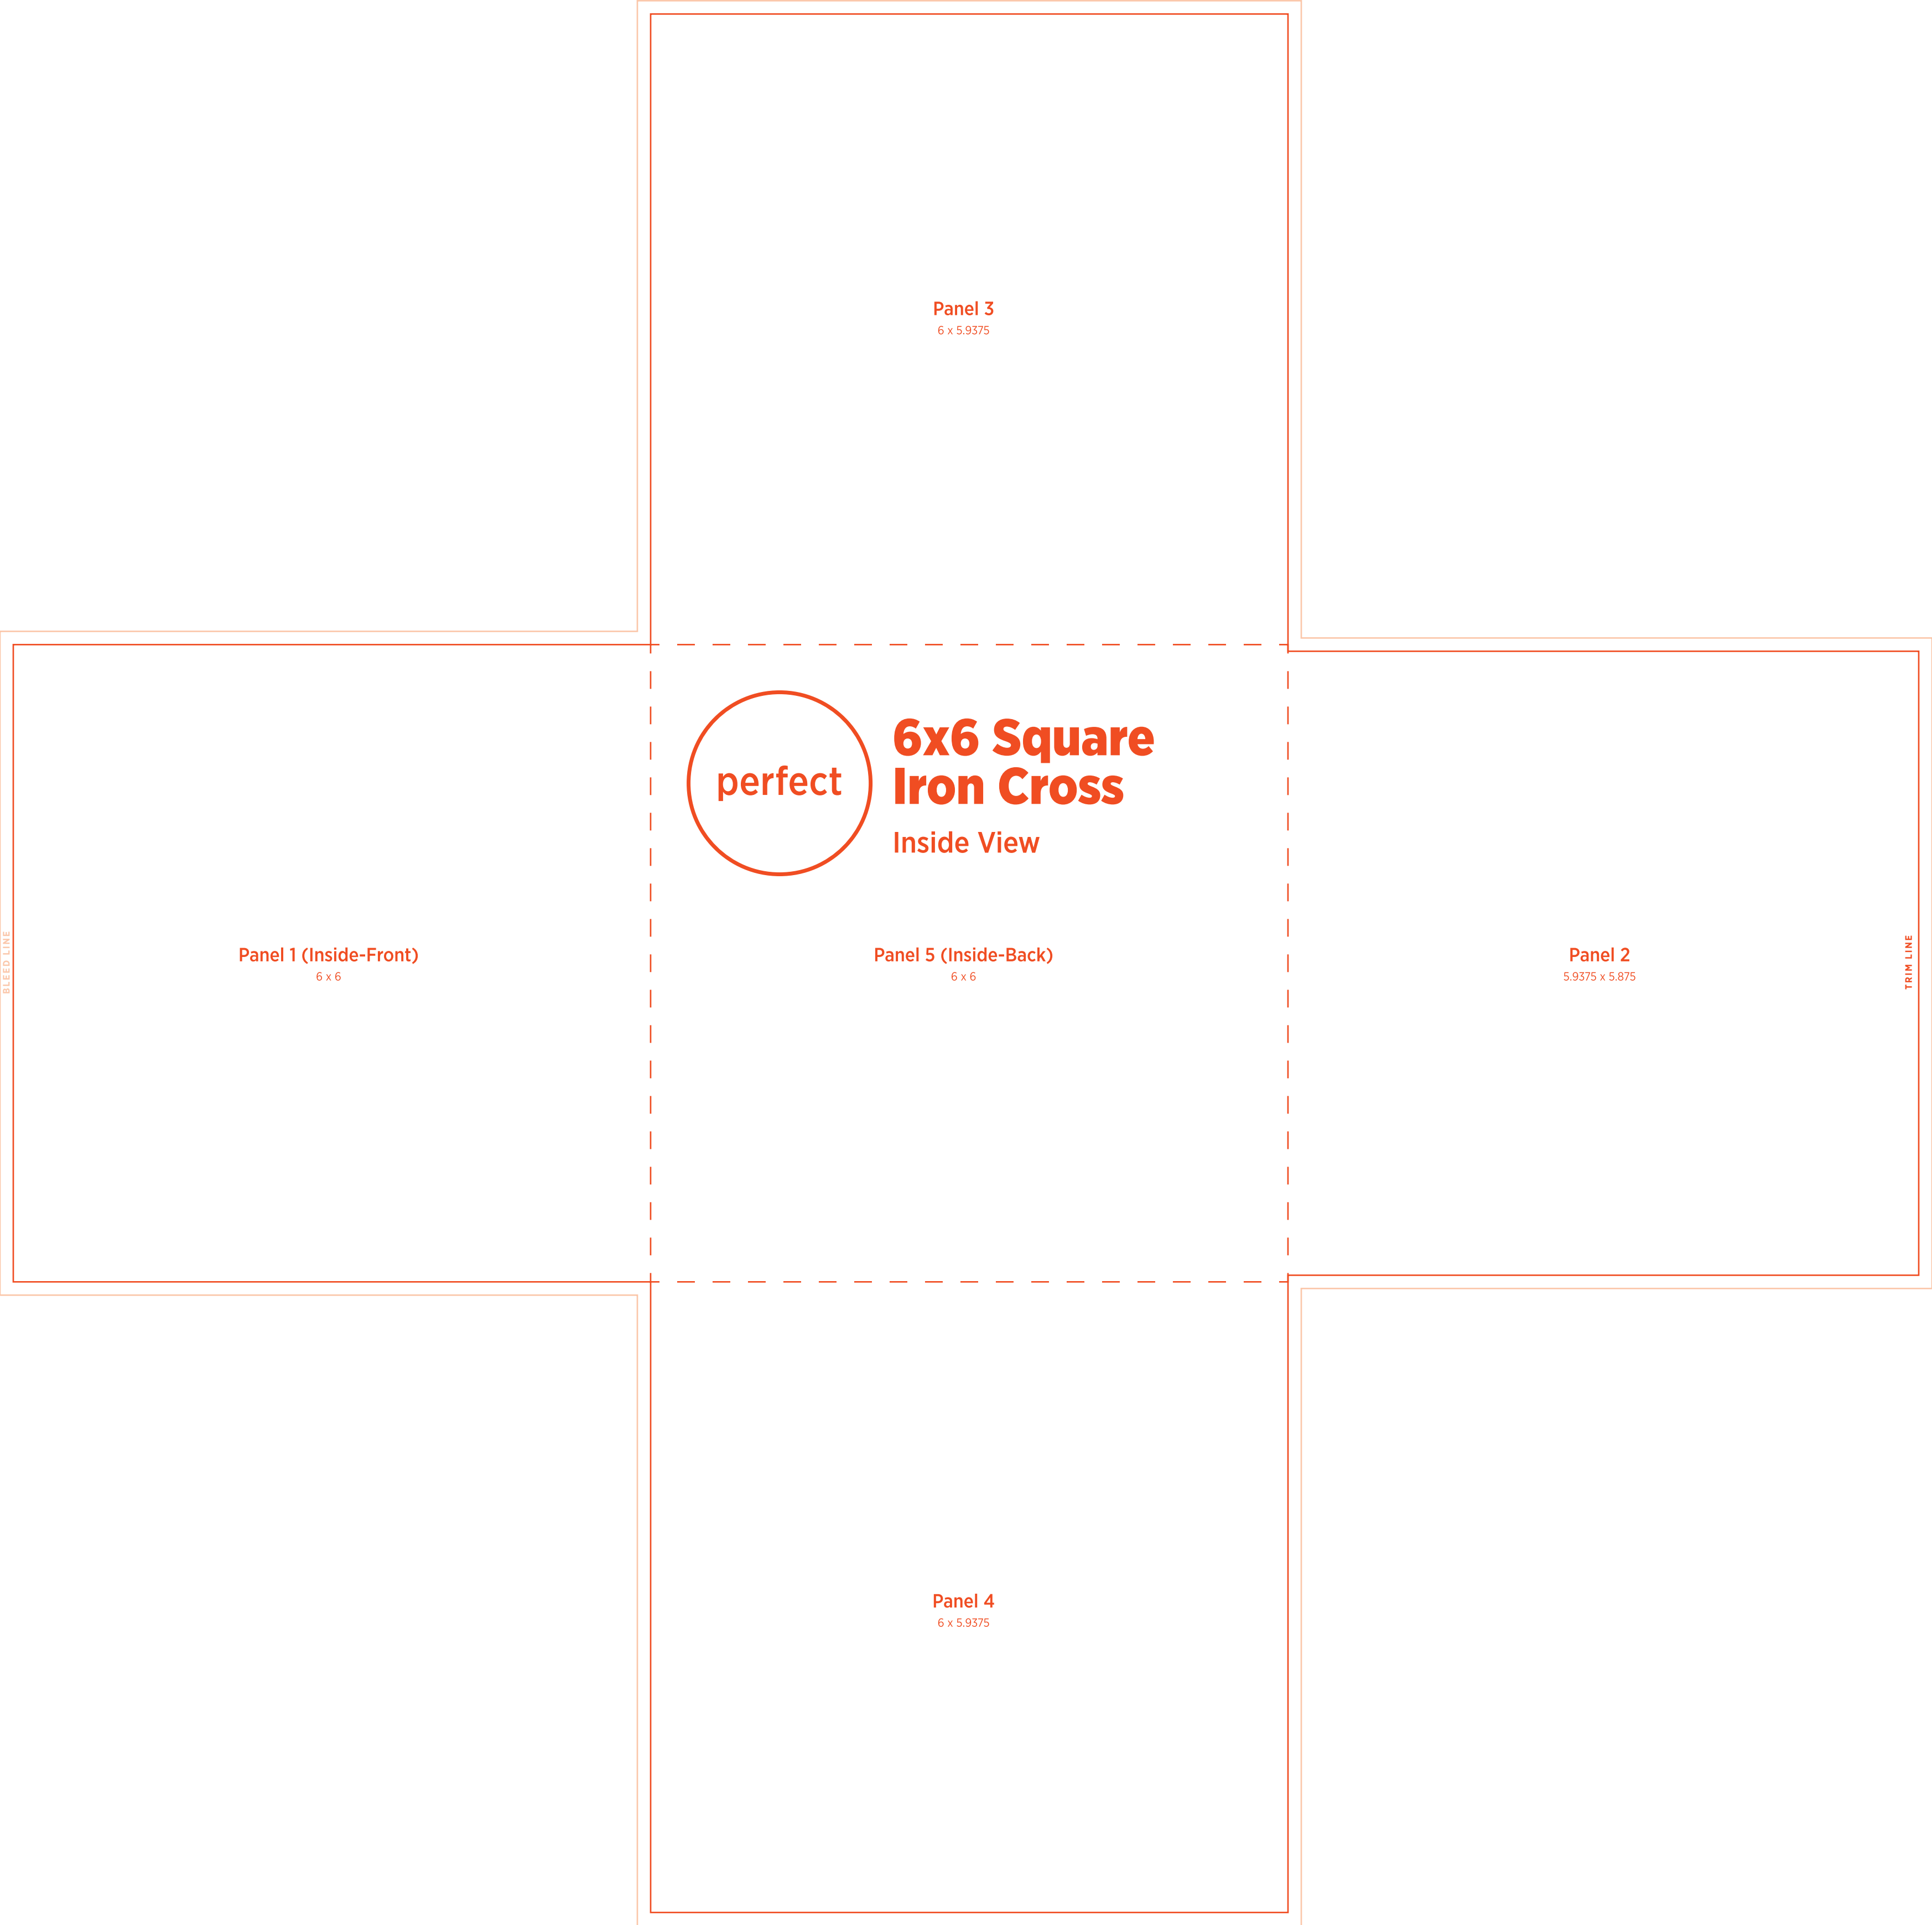 Panel 3
6 x 5.9375
perfect
6x6 Square
Iron Cross
Inside View
BLEED LINE
Panel 1 (Inside-Front)
6 x 6
Panel 5 (Inside-Back)
6 x 6
Panel 2
5.9375 x 5.875
TRIM LINE
Panel 4
6 x 5.9375